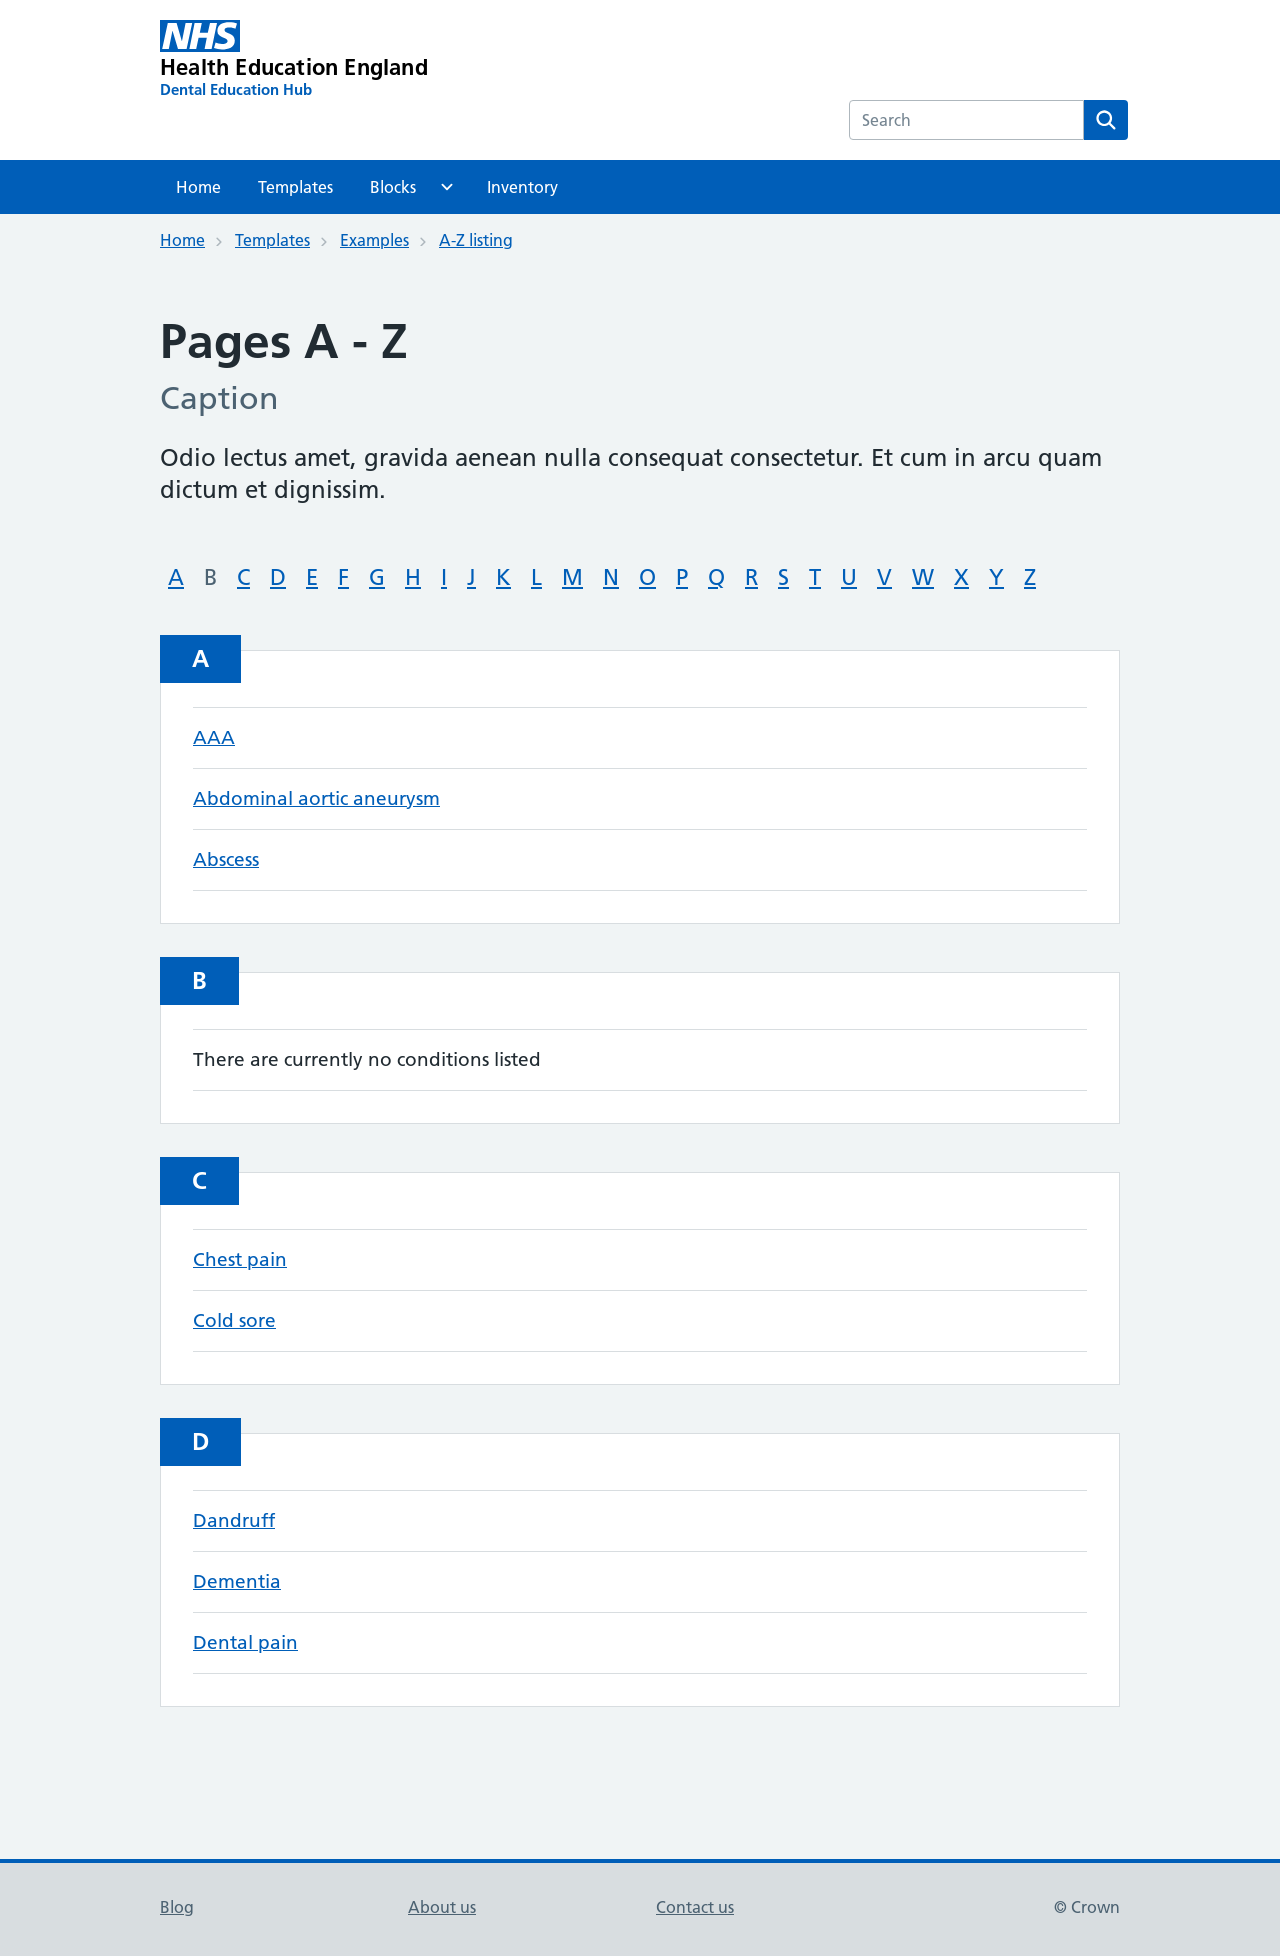 NHS
Health Education England
Dental Education Hub
Search
Home Templates Blocks Inventory
Home Templates Examples A-Z listing
Pages A - Z
Caption
Odio lectus amet, gravida aenean nulla consequat consectetur. Et cum in arcu quam
dictum et dignissim.
A B C D E F G H I J K L M N O P Q R S T U V W X Y Z
A
AAA
Abdominal aortic aneurysm
Abscess
B
There are currently no conditions listed
C
Chest pain
Cold sore
D
Dandruff
Dementia
Dental pain
Blog About us Contact us © Crown